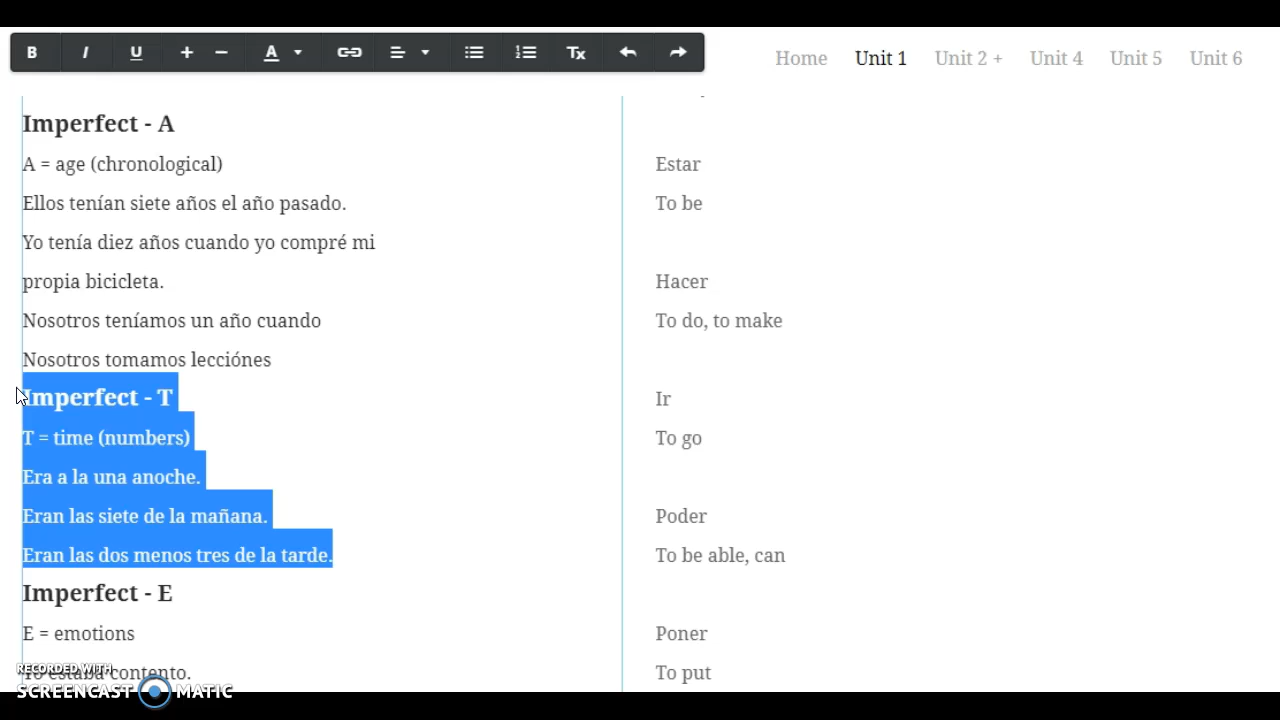 B I U + − A Tx
Home Unit 1 Unit 2 + Unit 4 Unit 5 Unit 6
Imperfect - A
A = age (chronological)
Ellos tenían siete años el año pasado.
Yo tenía diez años cuando yo compré mi
propia bicicleta.
Nosotros teníamos un año cuando
Nosotros tomamos lecciónes
Imperfect - T
T = time (numbers)
Era a la una anoche.
Eran las siete de la mañana.
Eran las dos menos tres de la tarde.
Imperfect - E
E = emotions
Yo estaba contento.
Estar
To be
Hacer
To do, to make
Ir
To go
Poder
To be able, can
Poner
To put
RECORDED WITH
SCREENCAST MATIC